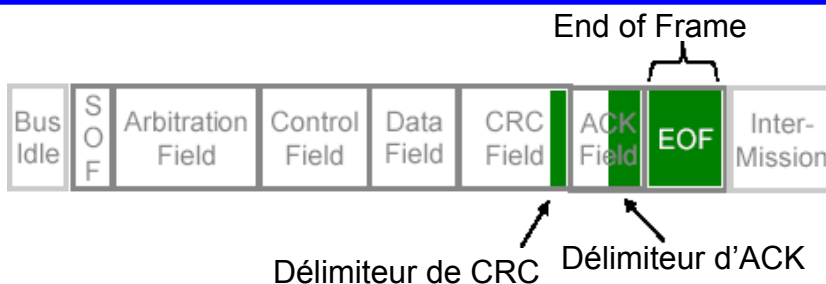 End of Frame
Bus Idle
SOF
Arbitration Field
Control Field
Data Field
CRC Field
ACK Field
EOF
Inter-Mission
Délimiteur de CRC
Délimiteur d'ACK